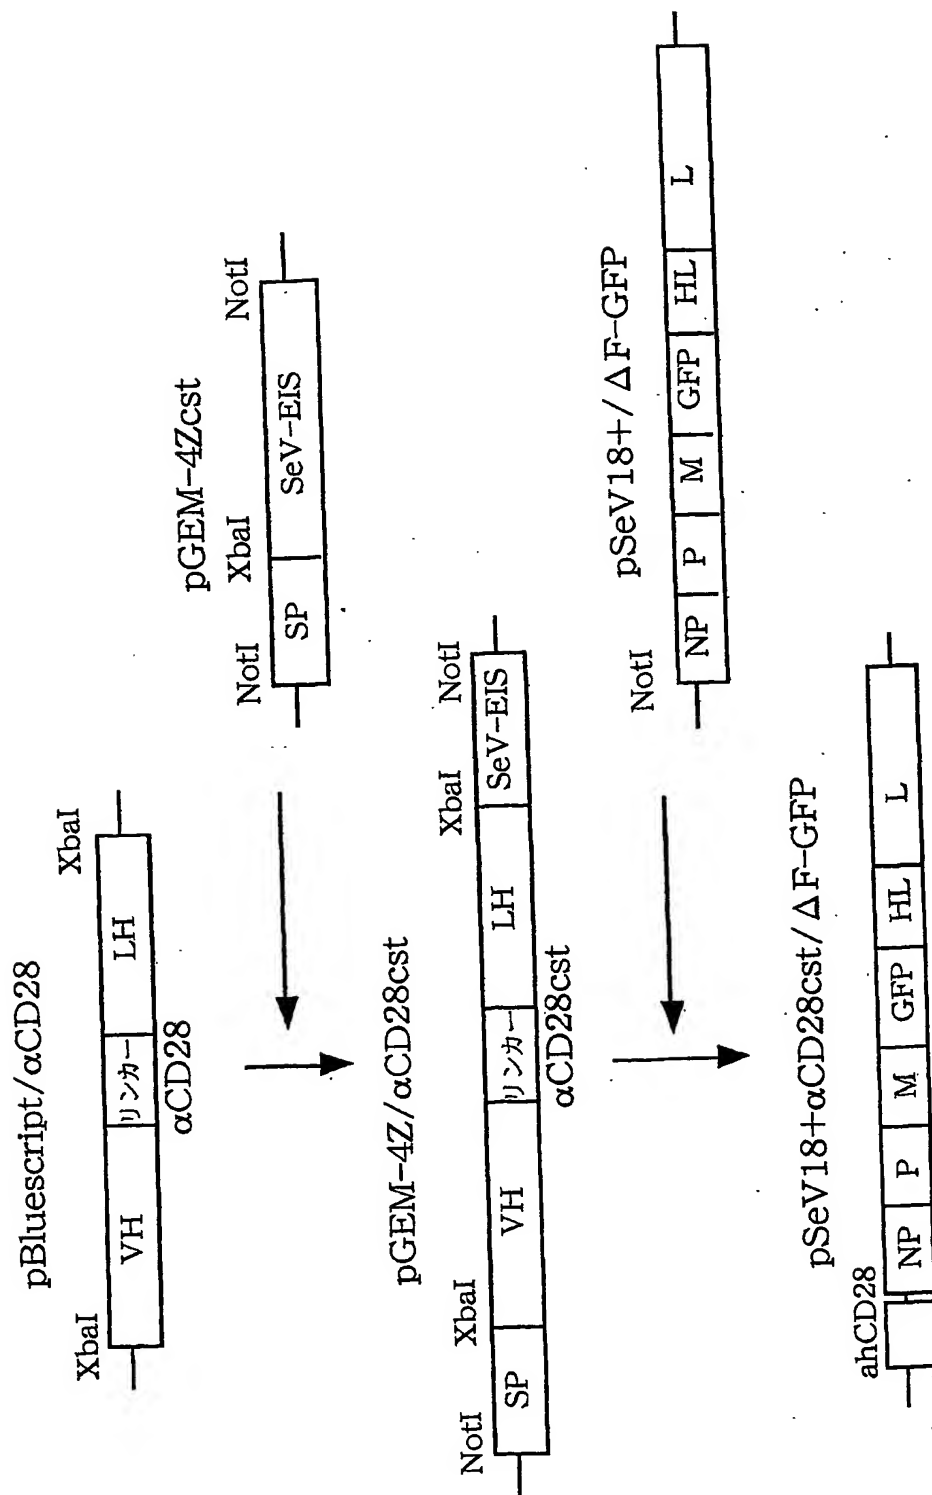 pBluescript/αCD28
XbaI XbaI
VH リンカー LH
αCD28
pGEM-4Zcst
NotI XbaI NotI
SP SeV-EIS
pGEM-4Z/αCD28cst
NotI XbaI XbaI NotI
SP VH リンカー LH SeV-EIS
αCD28cst
pSeV18+/ΔF-GFP
NotI
NP P M GFP HL L
pSeV18+αCD28cst/ΔF-GFP
ahCD28
NP P M GFP HL L